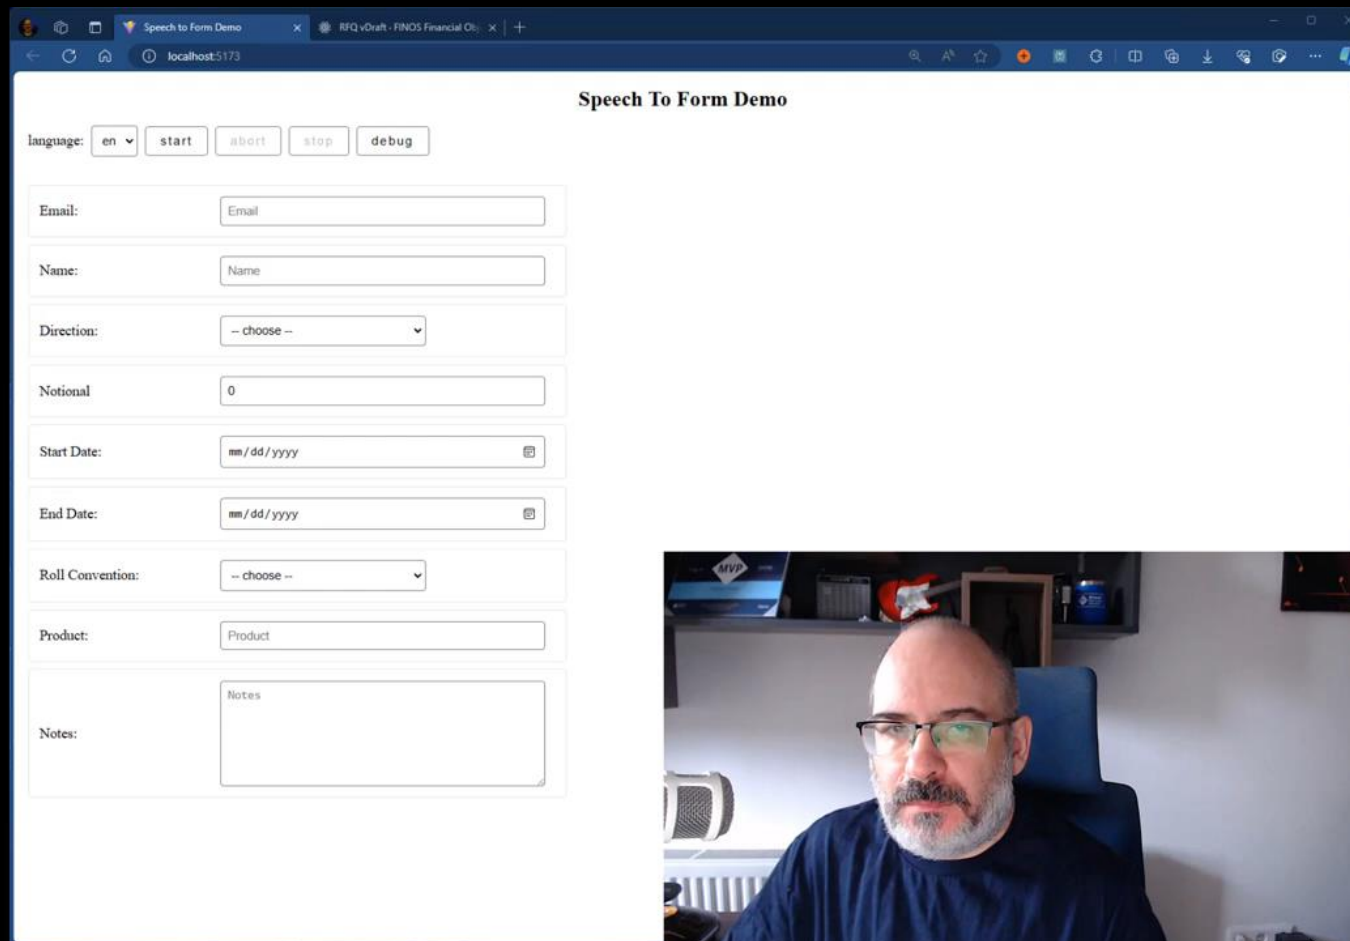 Speech to Form Demo
RFQ vDraft - FINOS Financial Obj
localhost:5173
Speech To Form Demo
language: en start abort stop debug
Email: Email
Name: Name
Direction: -- choose --
Notional 0
Start Date: mm/dd/yyyy
End Date: mm/dd/yyyy
Roll Convention: -- choose --
Product: Product
Notes: Notes
MVP